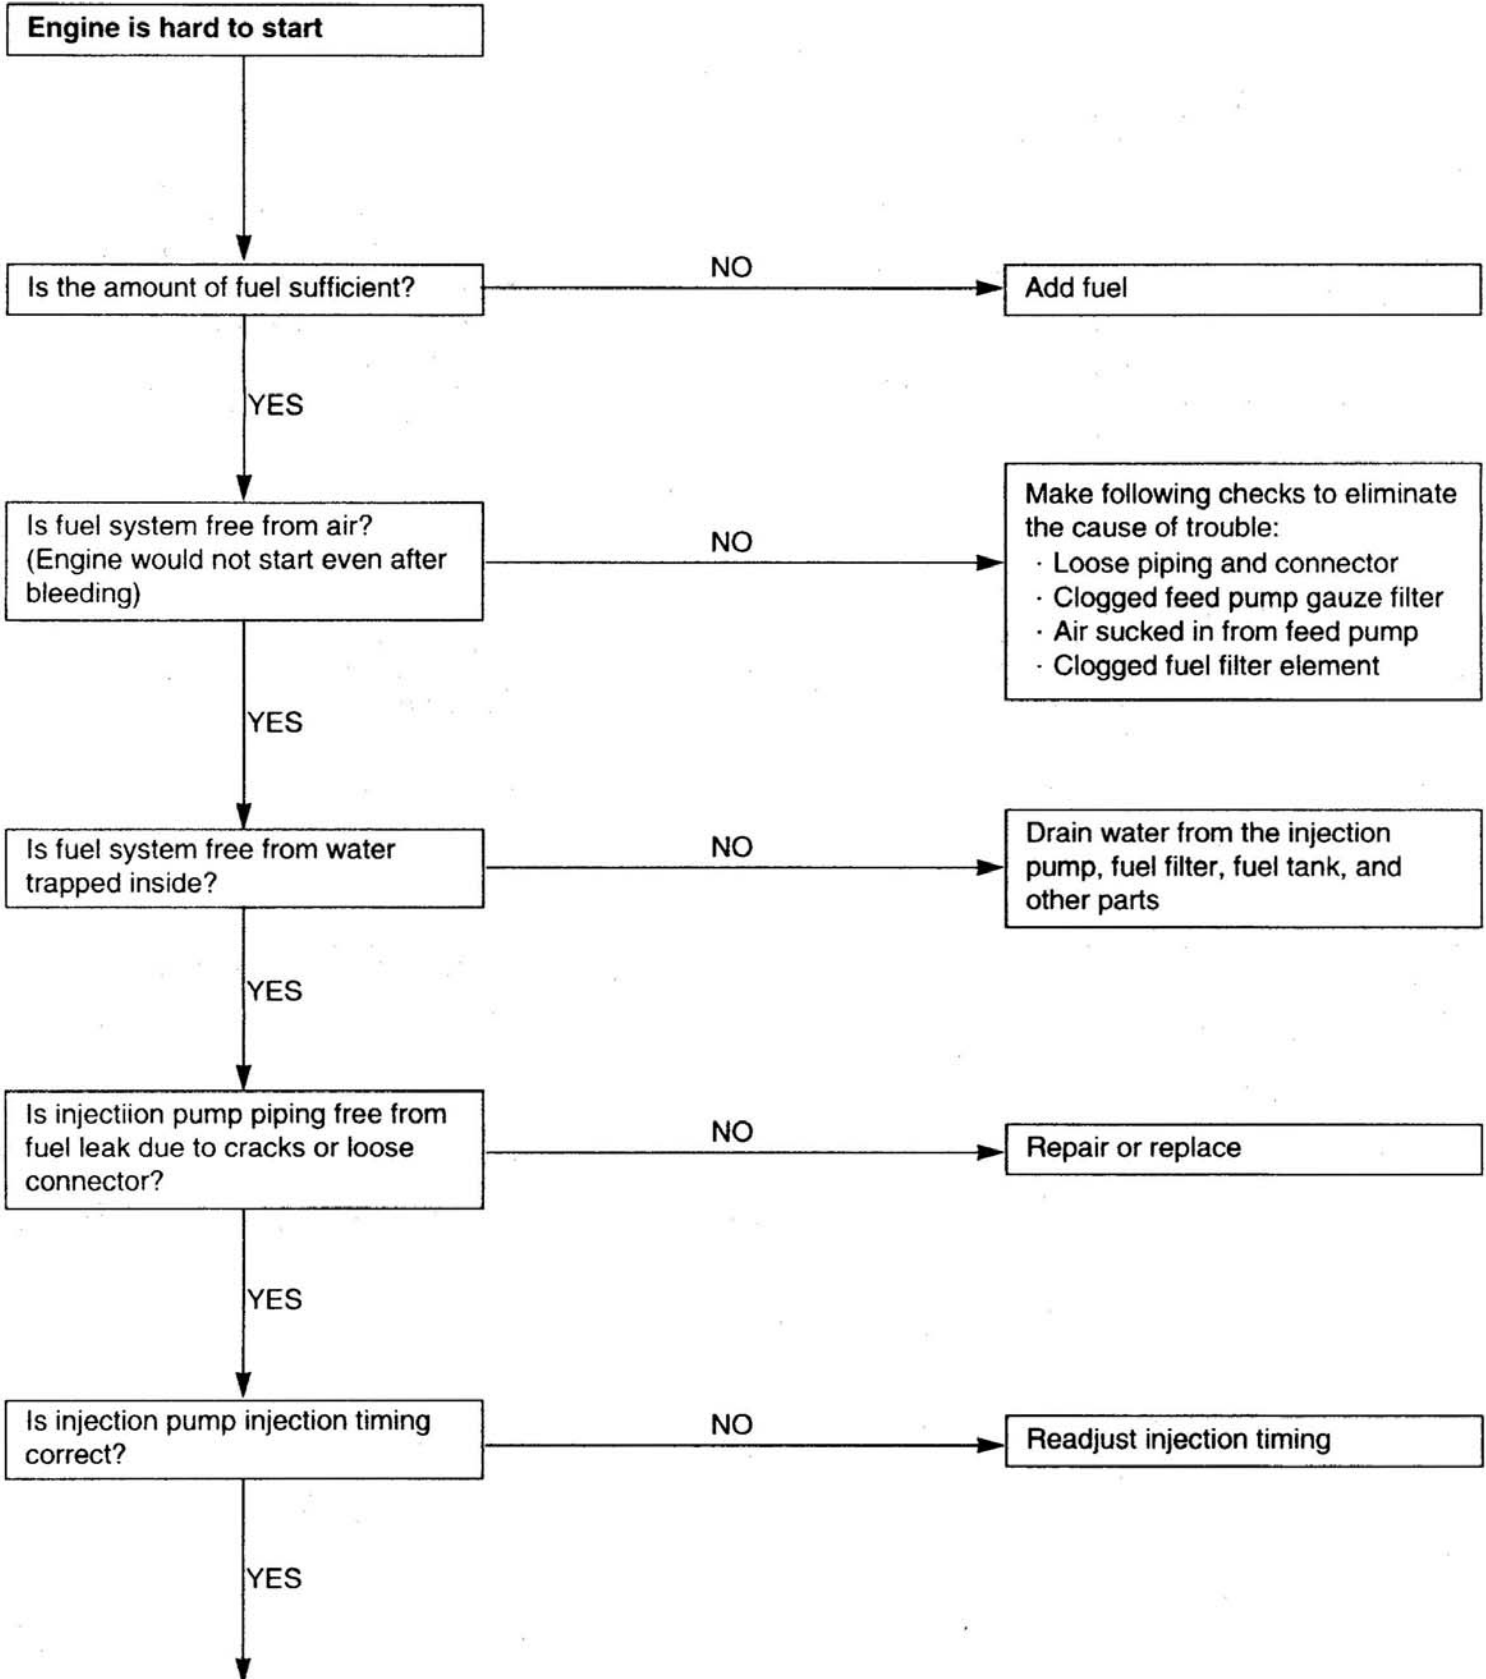 Engine is hard to start
Is the amount of fuel sufficient?
NO
Add fuel
YES
Is fuel system free from air?
(Engine would not start even after
bleeding)
NO
Make following checks to eliminate
the cause of trouble:
· Loose piping and connector
· Clogged feed pump gauze filter
· Air sucked in from feed pump
· Clogged fuel filter element
YES
Is fuel system free from water
trapped inside?
NO
Drain water from the injection
pump, fuel filter, fuel tank, and
other parts
YES
Is injectiion pump piping free from
fuel leak due to cracks or loose
connector?
NO
Repair or replace
YES
Is injection pump injection timing
correct?
NO
Readjust injection timing
YES